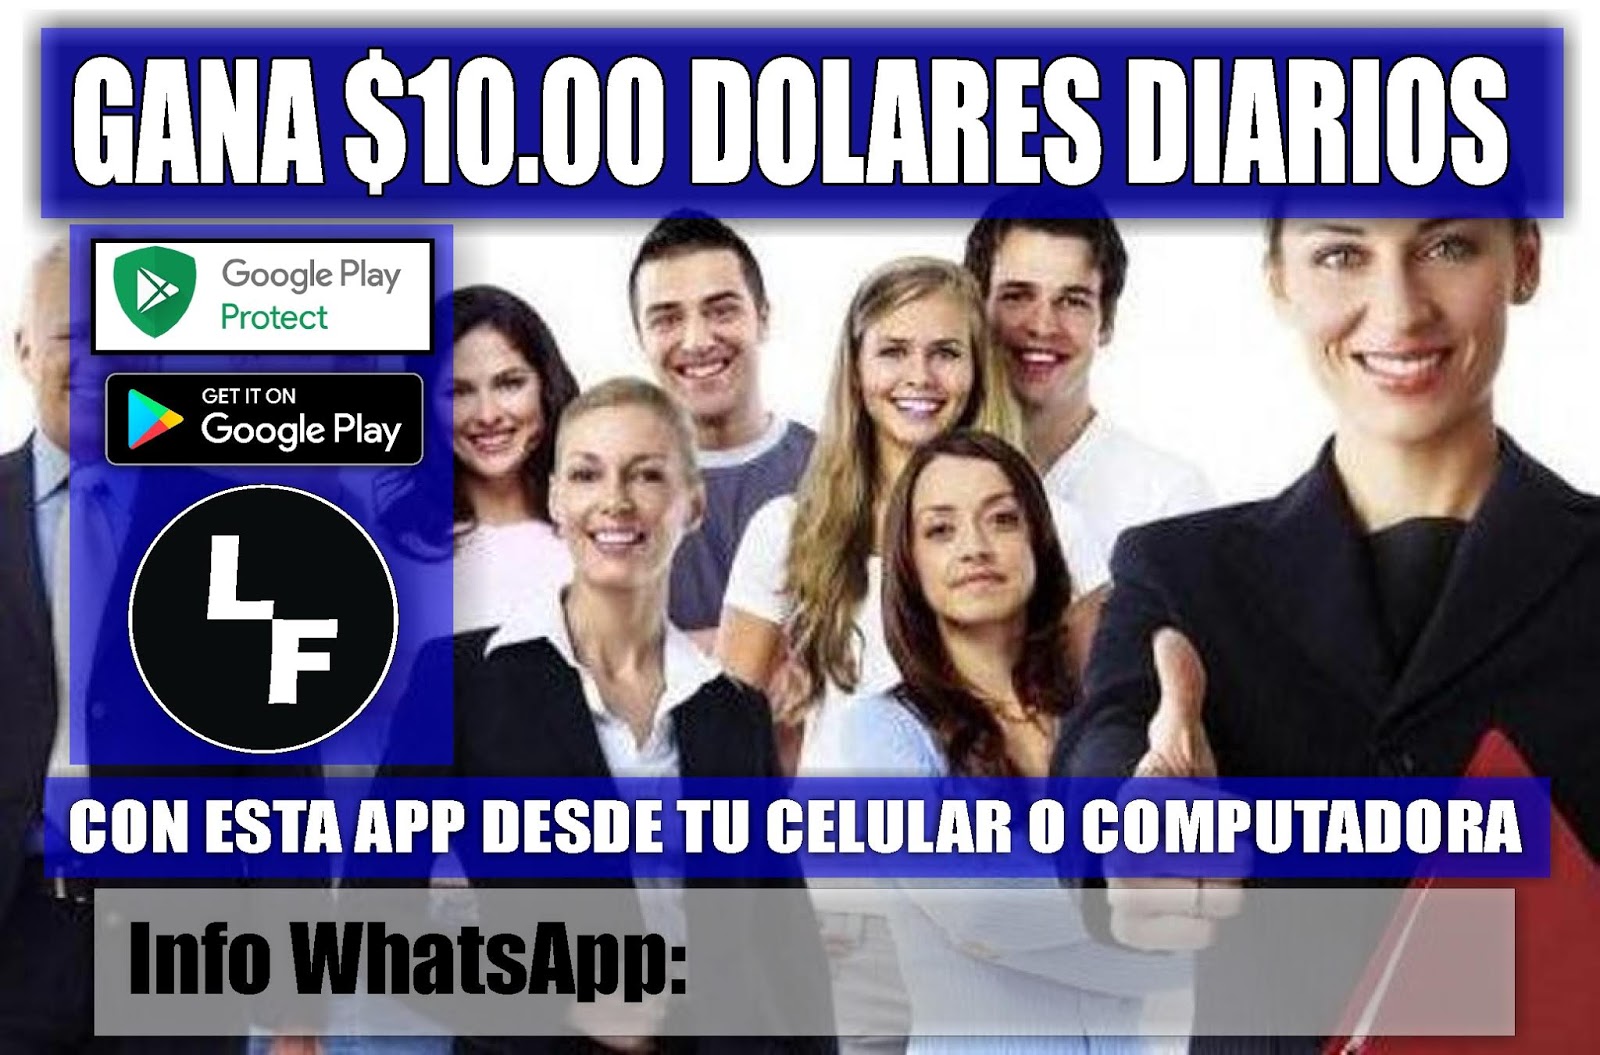 GANA $10.00 DOLARES DIARIOS
Google Play
Protect
GET IT ON
Google Play
L
F
CON ESTA APP DESDE TU CELULAR O COMPUTADORA
Info WhatsApp: